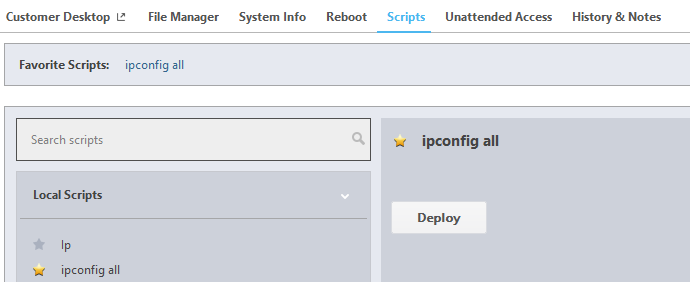 Customer Desktop File Manager System Info Reboot Scripts Unattended Access History & Notes
Favorite Scripts: ipconfig all
Search scripts
ipconfig all
Local Scripts
Deploy
Ip
ipconfig all